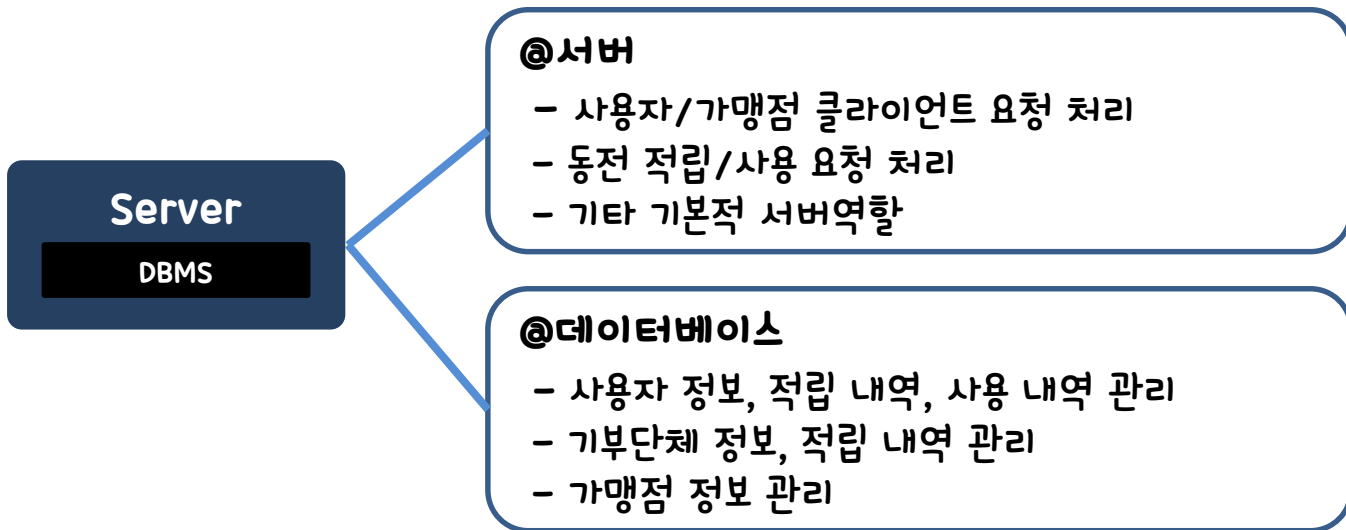 Server
DBMS
@서버
- 사용자/가맹점 클라이언트 요청 처리
- 동전 적립/사용 요청 처리
- 기타 기본적 서버역할
@데이터베이스
- 사용자 정보, 적립 내역, 사용 내역 관리
- 기부단체 정보, 적립 내역 관리
- 가맹점 정보 관리